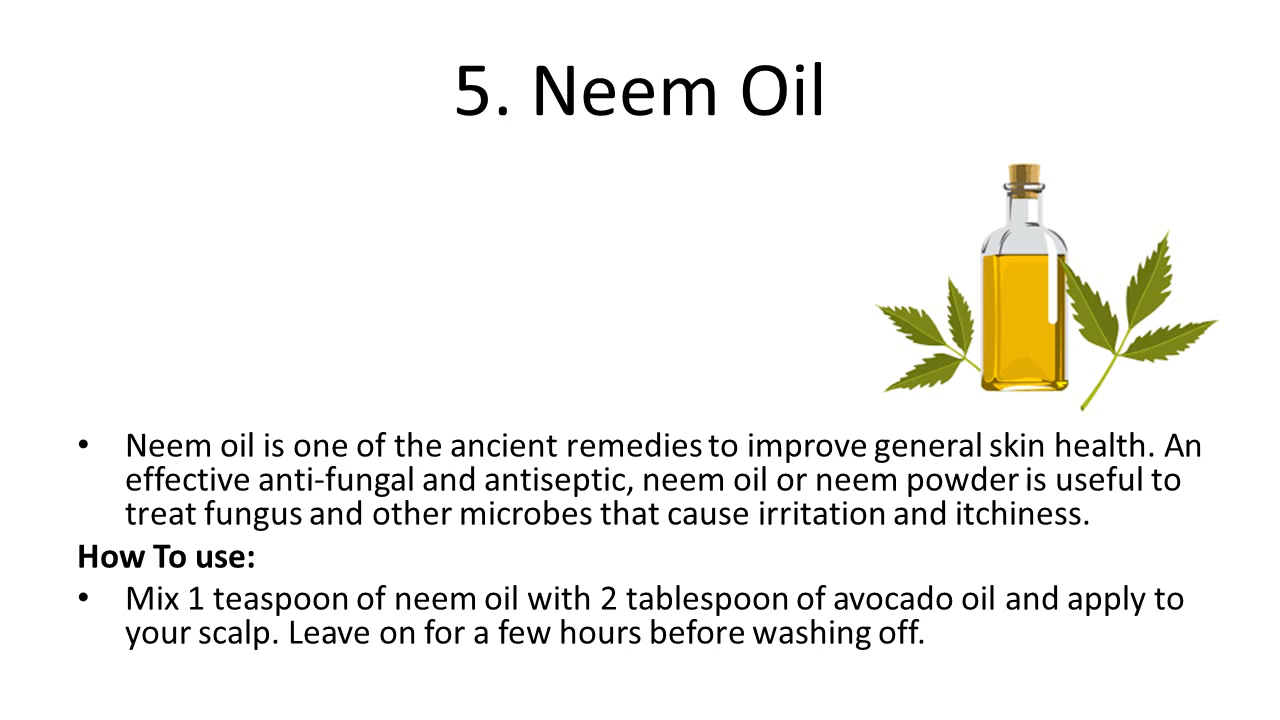 5. Neem Oil
• Neem oil is one of the ancient remedies to improve general skin health. An
effective anti-fungal and antiseptic, neem oil or neem powder is useful to
treat fungus and other microbes that cause irritation and itchiness.
How To use:
• Mix 1 teaspoon of neem oil with 2 tablespoon of avocado oil and apply to
your scalp. Leave on for a few hours before washing off.